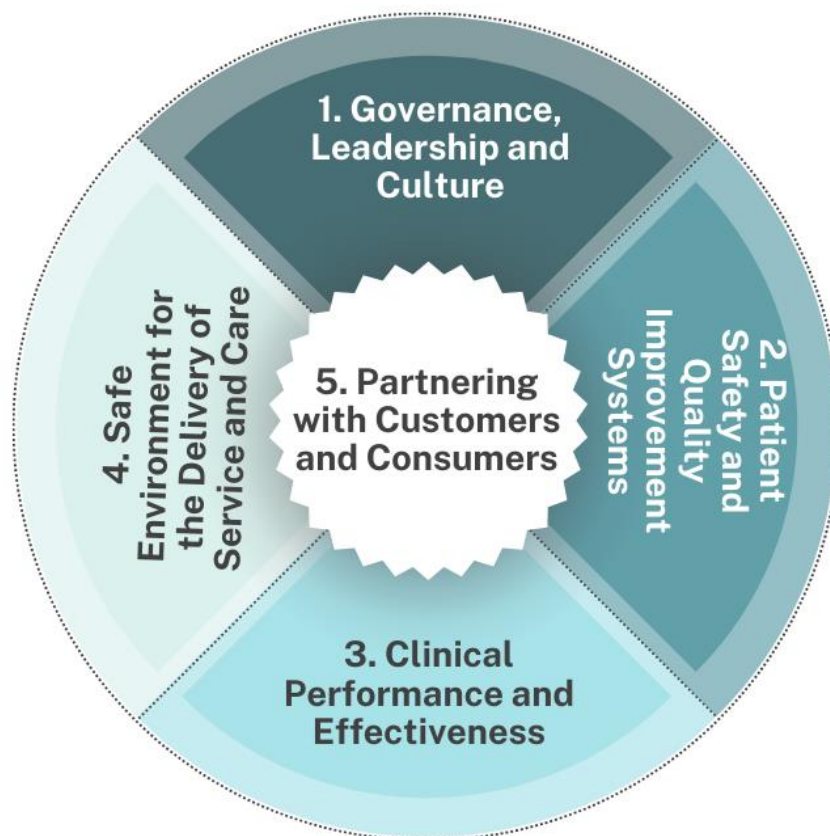 1. Governance,
Leadership and
Culture
2. Patient
Safety and
Quality
Improvement
Systems
3. Clinical
Performance and
Effectiveness
4. Safe
Environment for
the Delivery of
Service and Care
5. Partnering
with Customers
and Consumers